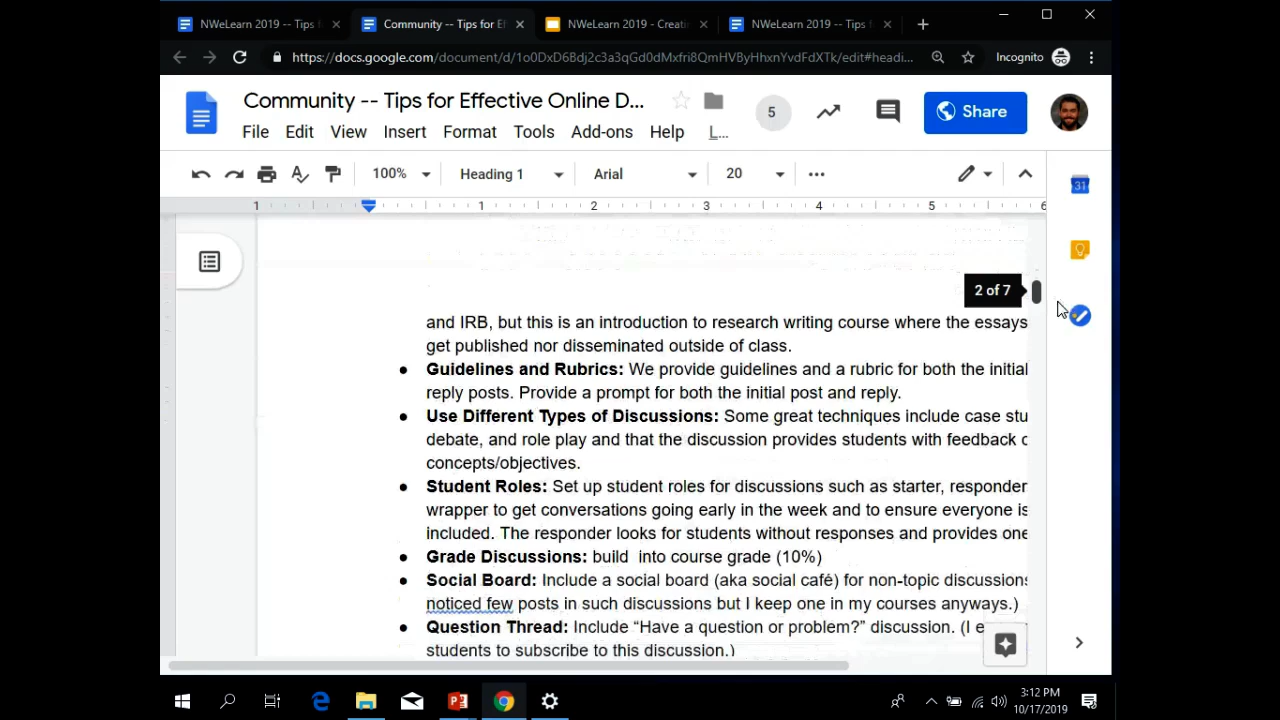 NWeLearn 2019 -- Tips
Community -- Tips for Ef
NWeLearn 2019 - Creati
NWeLearn 2019 -- Tips f
https://docs.google.com/document/d/1o0DxD6Bdj2c3a3qGd0dMxfri8QmHVByHhxnYvdFdXTk/edit#headi...
Incognito
Community -- Tips for Effective Online D...
5
Share
File Edit View Insert Format Tools Add-ons Help L...
100% Heading 1 Arial 20
1 1 2 3 4 5 6
31
2 of 7
and IRB, but this is an introduction to research writing course where the essays
get published nor disseminated outside of class.
● Guidelines and Rubrics: We provide guidelines and a rubric for both the initial
reply posts. Provide a prompt for both the initial post and reply.
● Use Different Types of Discussions: Some great techniques include case stu
debate, and role play and that the discussion provides students with feedback o
concepts/objectives.
● Student Roles: Set up student roles for discussions such as starter, responder
wrapper to get conversations going early in the week and to ensure everyone is
included. The responder looks for students without responses and provides one
● Grade Discussions: build into course grade (10%)
● Social Board: Include a social board (aka social café) for non-topic discussions
noticed few posts in such discussions but I keep one in my courses anyways.)
● Question Thread: Include “Have a question or problem?” discussion. (I e
students to subscribe to this discussion.)
3:12 PM
10/17/2019